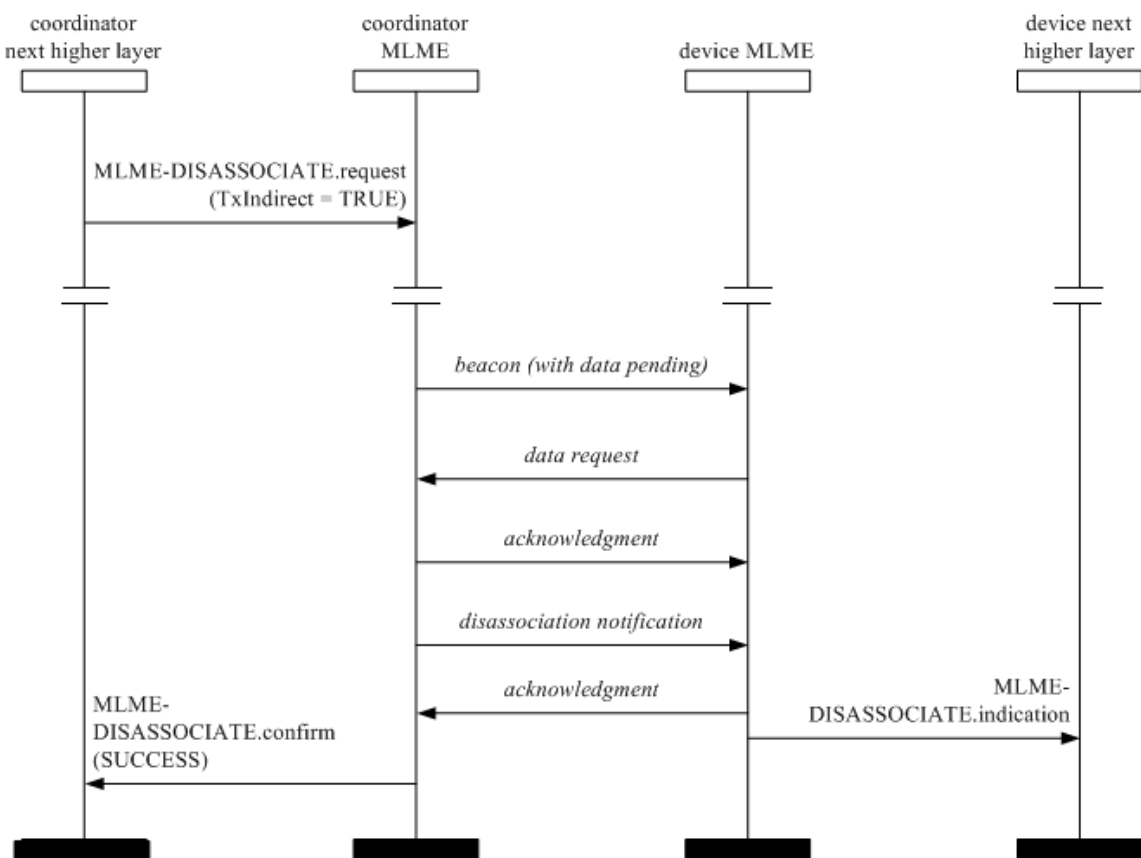 coordinator
next higher layer
coordinator
MLME
device MLME
device next
higher layer
MLME-DISASSOCIATE.request
(TxIndirect = TRUE)
beacon (with data pending)
data request
acknowledgment
disassociation notification
acknowledgment
MLME-
DISASSOCIATE.indication
MLME-
DISASSOCIATE.confirm
(SUCCESS)